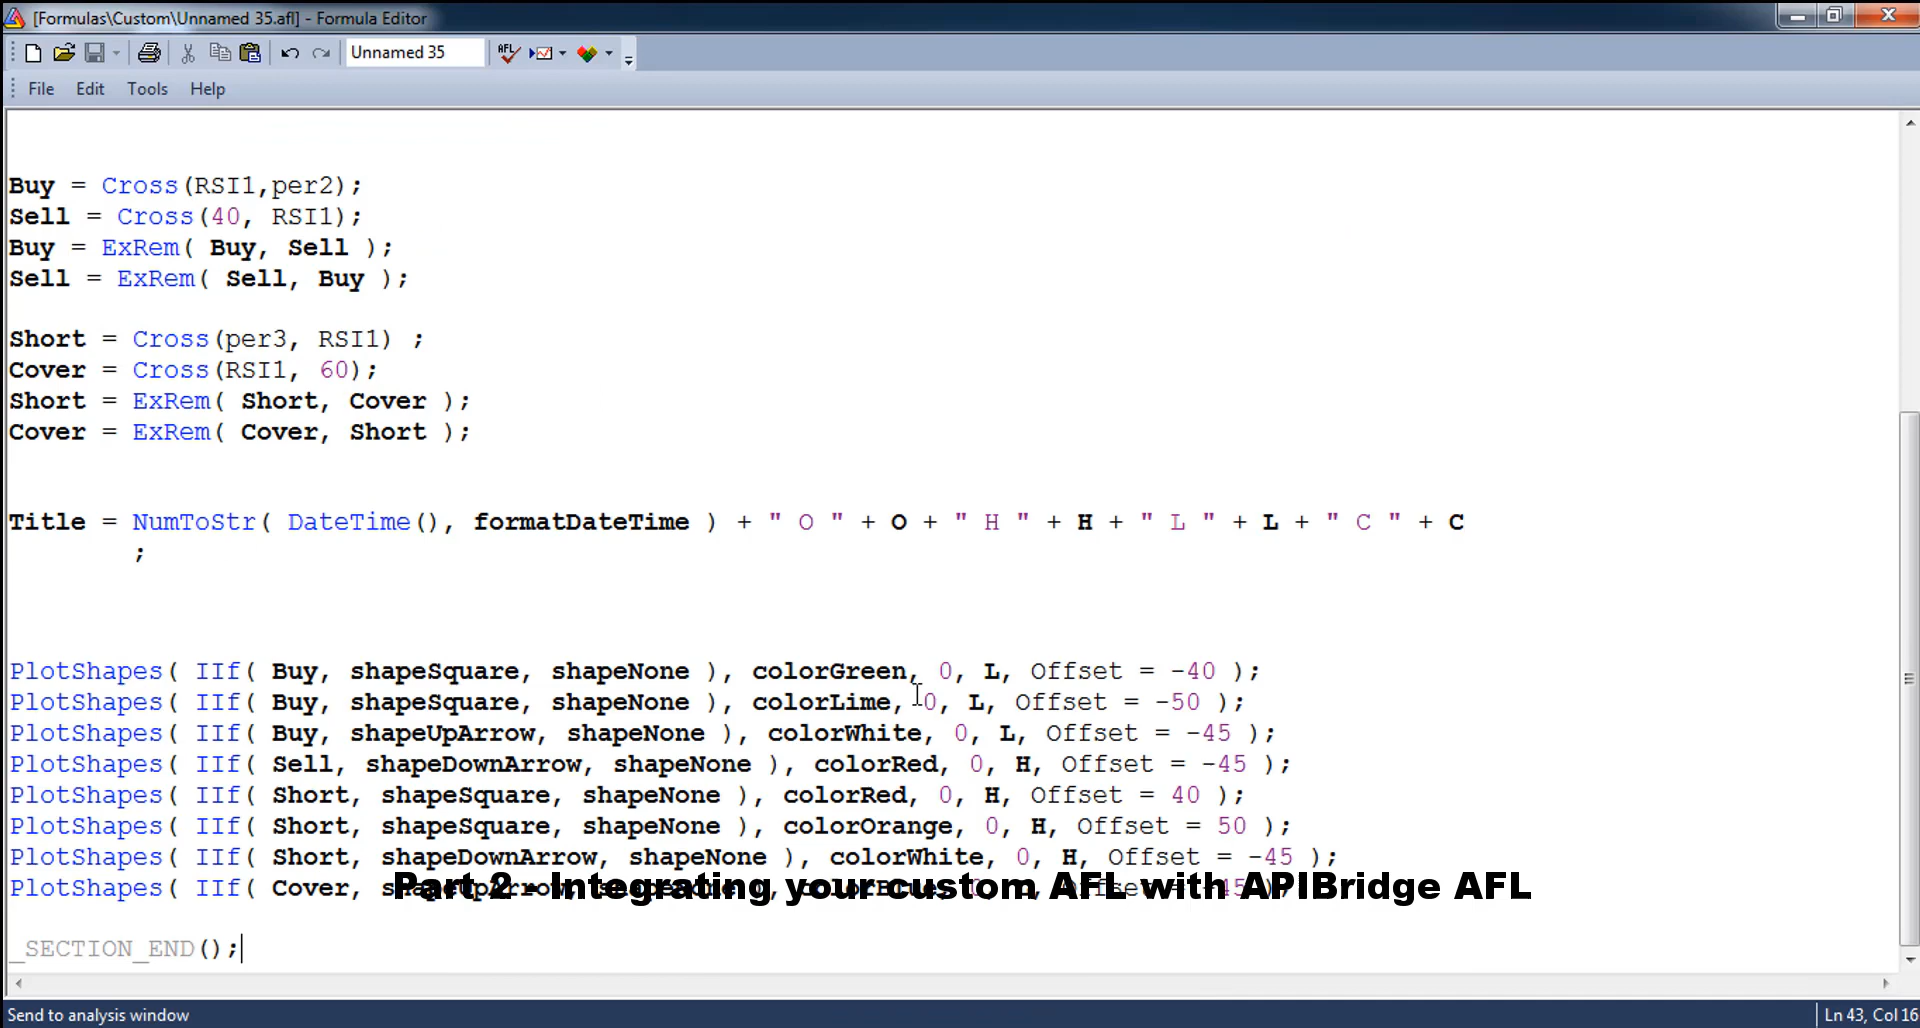 [Formulas\Custom\Unnamed 35.afl] - Formula Editor
Unnamed 35
AFL
File Edit Tools Help
Buy = Cross(RSI1,per2);
Sell = Cross(40, RSI1);
Buy = ExRem( Buy, Sell );
Sell = ExRem( Sell, Buy );
Short = Cross(per3, RSI1) ;
Cover = Cross(RSI1, 60);
Short = ExRem( Short, Cover );
Cover = ExRem( Cover, Short );
Title = NumToStr( DateTime(), formatDateTime ) + " O " + O + " H " + H + " L " + L + " C " + C
;
PlotShapes( IIf( Buy, shapeSquare, shapeNone ), colorGreen, 0, L, Offset = -40 );
PlotShapes( IIf( Buy, shapeSquare, shapeNone ), colorLime, 0, L, Offset = -50 );
PlotShapes( IIf( Buy, shapeUpArrow, shapeNone ), colorWhite, 0, L, Offset = -45 );
PlotShapes( IIf( Sell, shapeDownArrow, shapeNone ), colorRed, 0, H, Offset = -45 );
PlotShapes( IIf( Short, shapeSquare, shapeNone ), colorRed, 0, H, Offset = 40 );
PlotShapes( IIf( Short, shapeSquare, shapeNone ), colorOrange, 0, H, Offset = 50 );
PlotShapes( IIf( Short, shapeDownArrow, shapeNone ), colorWhite, 0, H, Offset = -45 );
PlotShapes( IIf( Cover,
Part 2 - Integrating your custom AFL with APIBridge AFL
_SECTION_END();
Send to analysis window
Ln 43, Col 16